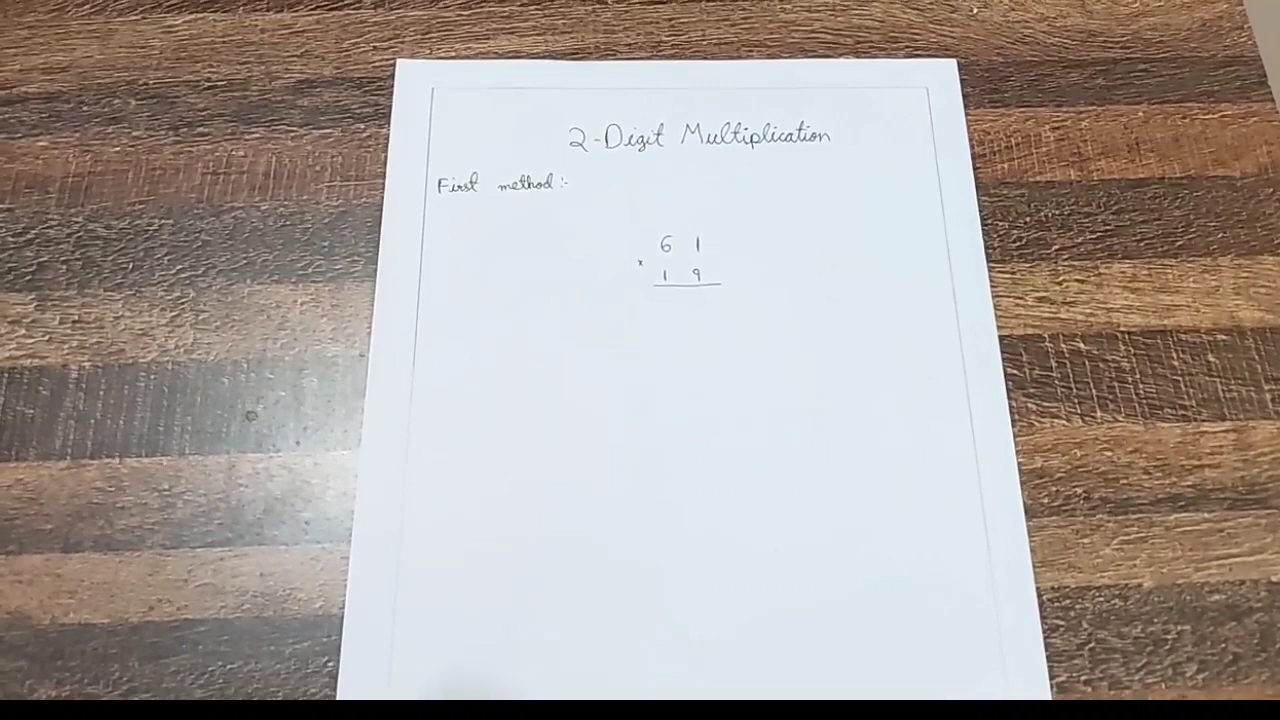 2-Digit Multiplication
First method :-
6 1
×
1 9